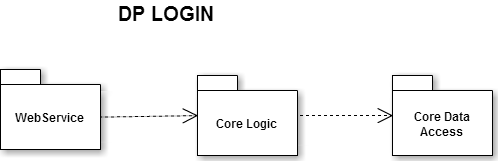 DP LOGIN
WebService
Core Logic
Core Data
Access